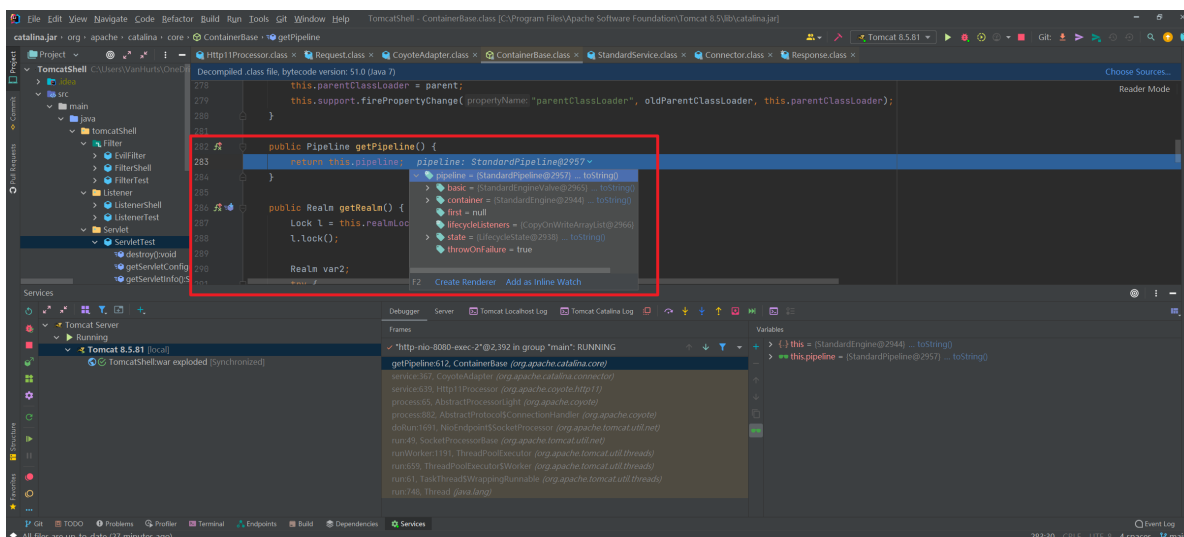 File Edit View Navigate Code Refactor Build Run Tools Git Window Help TomcatShell - ContainerBase.class [C:\Program Files\Apache Software Foundation\Tomcat 8.5\lib\catalina.jar]
catalina.jar › org › apache › catalina › core › ContainerBase › getPipeline
Tomcat 8.5.81
Git:
Project
Http11Processor.class × Request.class × CoyoteAdapter.class × ContainerBase.class × StandardService.class × Connector.class × Response.class ×
TomcatShell
Decompiled .class file, bytecode version: 51.0 (Java 7) Choose Sources...
Reader Mode
.idea
src
main
java
tomcatShell
Filter
EvilFilter
FilterShell
FilterTest
Listener
ListenerShell
ListenerTest
Servlet
ServletTest
destroy():void
getServletConfig
getServletInfo():S
278 this.parentClassLoader = parent;
279 this.support.firePropertyChange( propertyName: "parentClassLoader", oldParentClassLoader, this.parentClassLoader);
280 }
281
282 public Pipeline getPipeline() {
283 return this.pipeline; pipeline: StandardPipeline@2957
284 }
285
286 public Realm getRealm() {
287 Lock l = this.realmLoc
288 l.lock();
289
290 Realm var2;
pipeline = {StandardPipeline@2957} ... toString()
basic = {StandardEngineValve@2965} ... toString()
container = {StandardEngine@2944} ... toString()
first = null
lifecycleListeners = {CopyOnWriteArrayList@2966}
state = {LifecycleState@2938} ... toString()
throwOnFailure = true
F2 Create Renderer Add as Inline Watch
Services
Tomcat Server
Running
Tomcat 8.5.81 [local]
TomcatShell:war exploded [Synchronized]
Debugger Server Tomcat Localhost Log Tomcat Catalina Log
Frames
"http-nio-8080-exec-2"@2,392 in group "main": RUNNING
getPipeline:612, ContainerBase (org.apache.catalina.core)
service:367, CoyoteAdapter (org.apache.catalina.connector)
service:639, Http11Processor (org.apache.coyote.http11)
process:65, AbstractProcessorLight (org.apache.coyote)
process:882, AbstractProtocol$ConnectionHandler (org.apache.coyote)
doRun:1691, NioEndpoint$SocketProcessor (org.apache.tomcat.util.net)
run:49, SocketProcessorBase (org.apache.tomcat.util.net)
runWorker:1191, ThreadPoolExecutor (org.apache.tomcat.util.threads)
run:659, ThreadPoolExecutor$Worker (org.apache.tomcat.util.threads)
run:61, TaskThread$WrappingRunnable (org.apache.tomcat.util.threads)
run:748, Thread (java.lang)
Variables
this = {StandardEngine@2944} ... toString()
this.pipeline = {StandardPipeline@2957} ... toString()
Project
Commit
Pull Requests
Structure
Favorites
Git TODO Problems Profiler Terminal Endpoints Build Dependencies Services Event Log